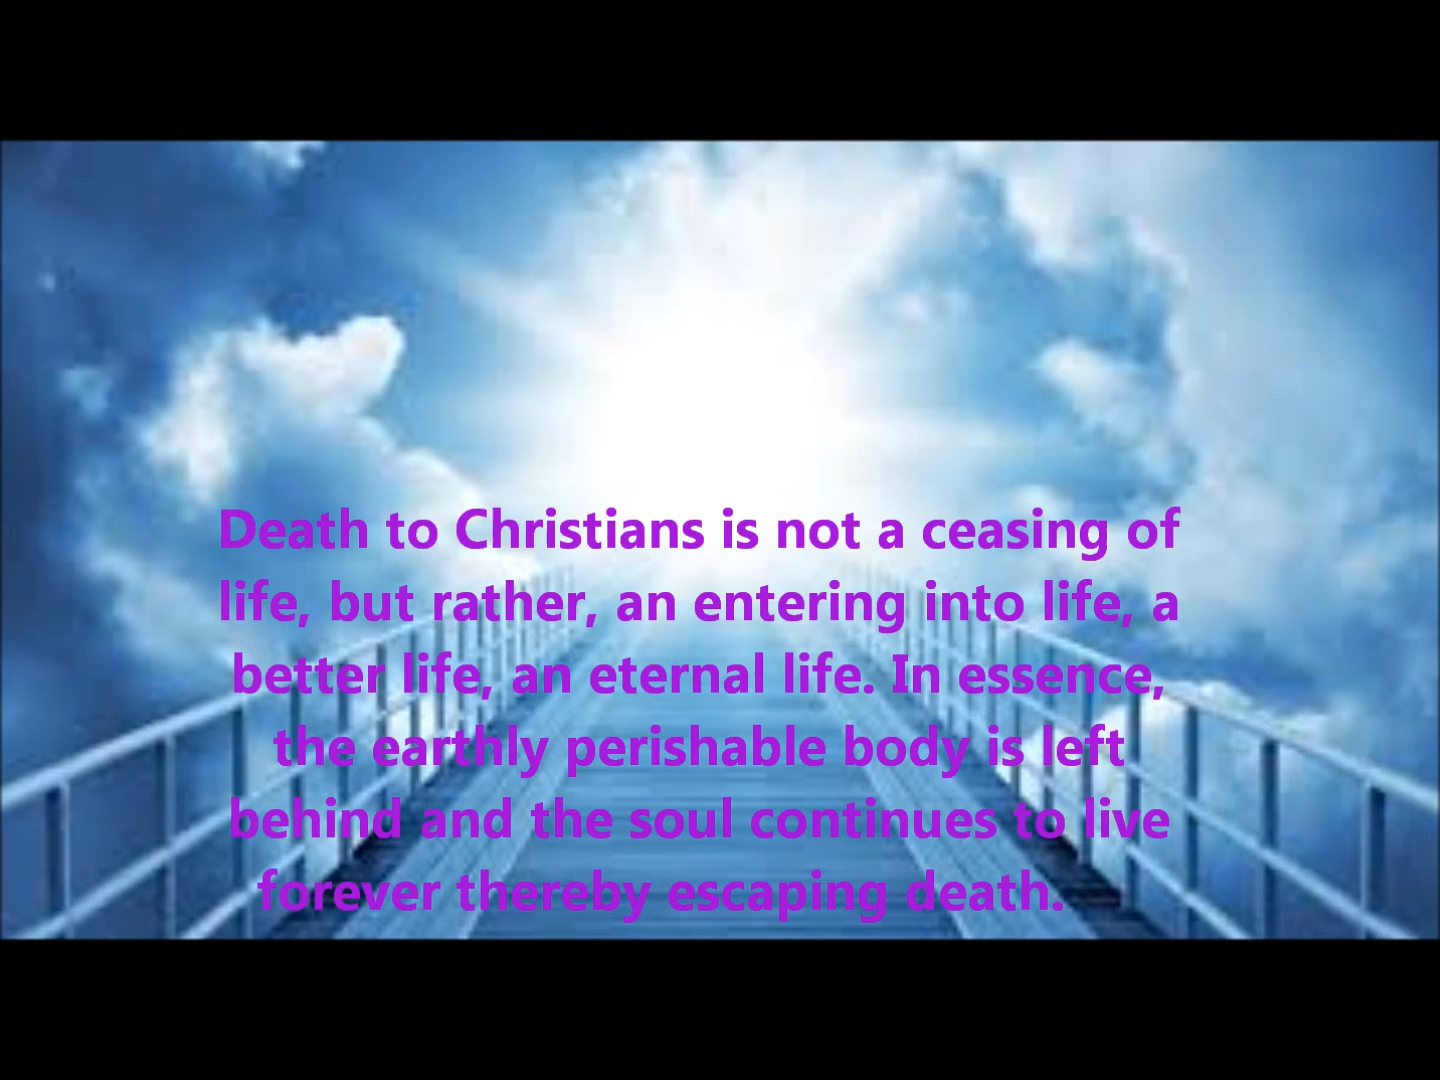 Death to Christians is not a ceasing of
life, but rather, an entering into life, a
better life, an eternal life. In essence,
the earthly perishable body is left
behind and the soul continues to live
forever thereby escaping death.